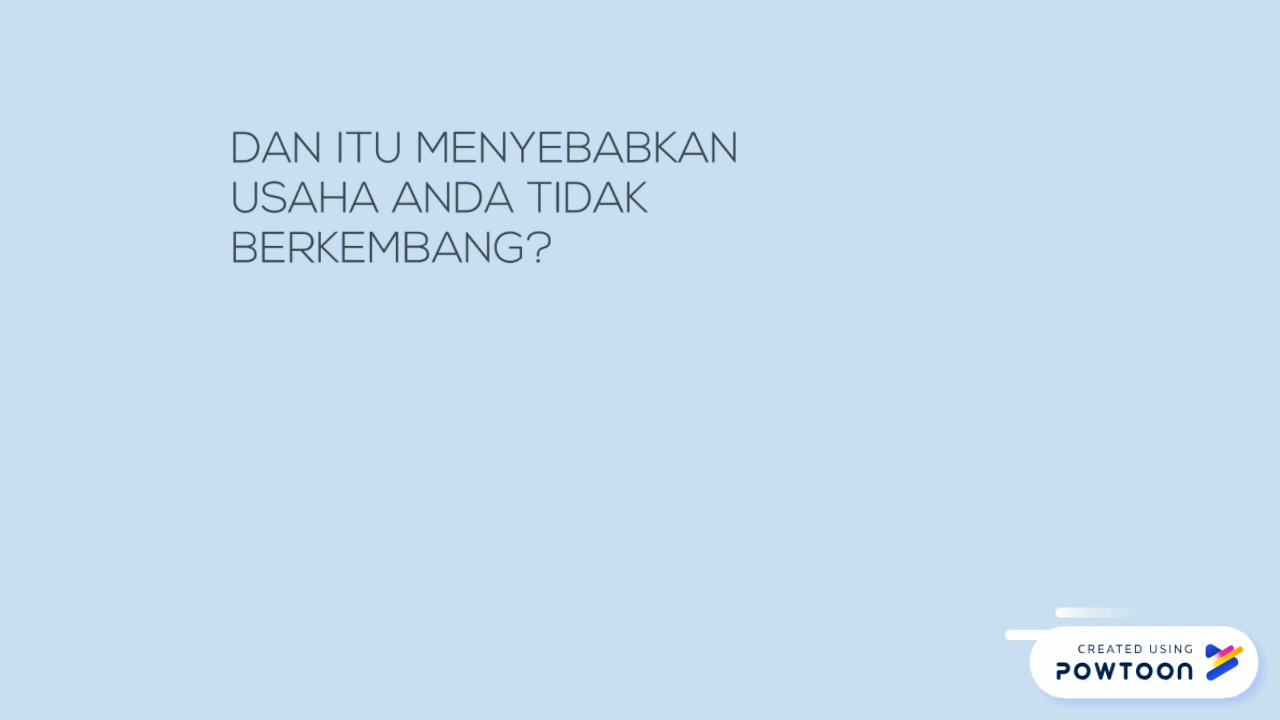 DAN ITU MENYEBABKAN
USAHA ANDA TIDAK
BERKEMBANG?
CREATED USING
POWTOON